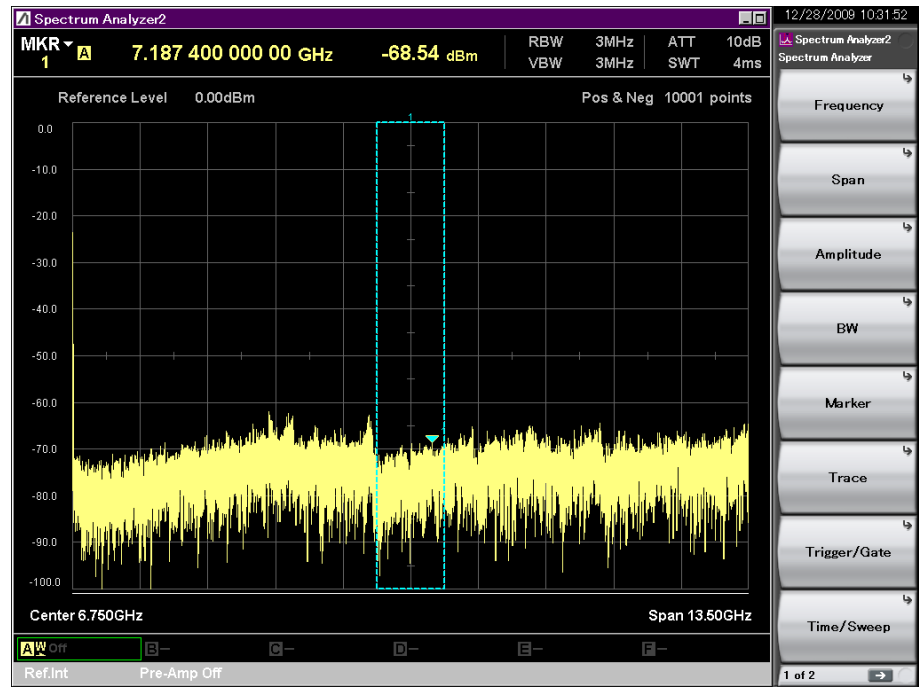 Spectrum Analyzer2
12/28/2009 10:31:52
MKR 1 A 7.187 400 000 00 GHz -68.54 dBm
RBW 3MHz ATT 10dB
VBW 3MHz SWT 4ms
Reference Level 0.00dBm Pos & Neg 10001 points
1
0.0
-10.0
-20.0
-30.0
-40.0
-50.0
-60.0
-70.0
-80.0
-90.0
-100.0
Center 6.750GHz Span 13.50GHz
A W Off B- C- D- E- F-
Ref.Int Pre-Amp Off
Spectrum Analyzer2
Spectrum Analyzer
Frequency
Span
Amplitude
BW
Marker
Trace
Trigger/Gate
Time/Sweep
1 of 2